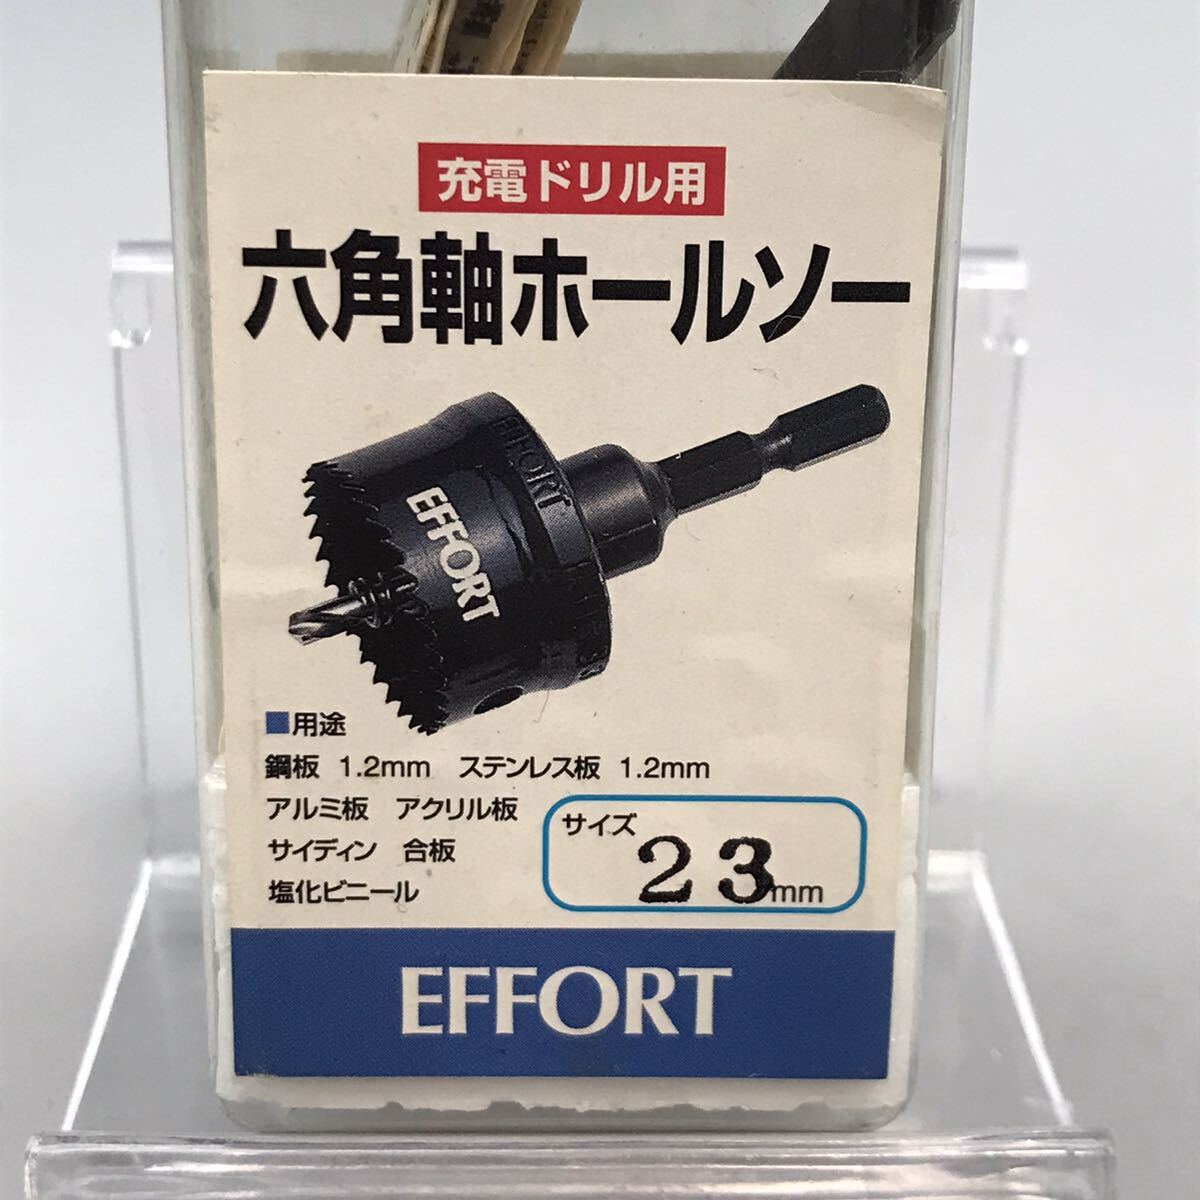 充電ドリル用
六角軸ホールソー
EFFORT
EFFORT
■用途
鋼板 1.2mm ステンレス板 1.2mm
アルミ板 アクリル板
サイディン 合板
塩化ビニール
サイズ
23mm
EFFORT